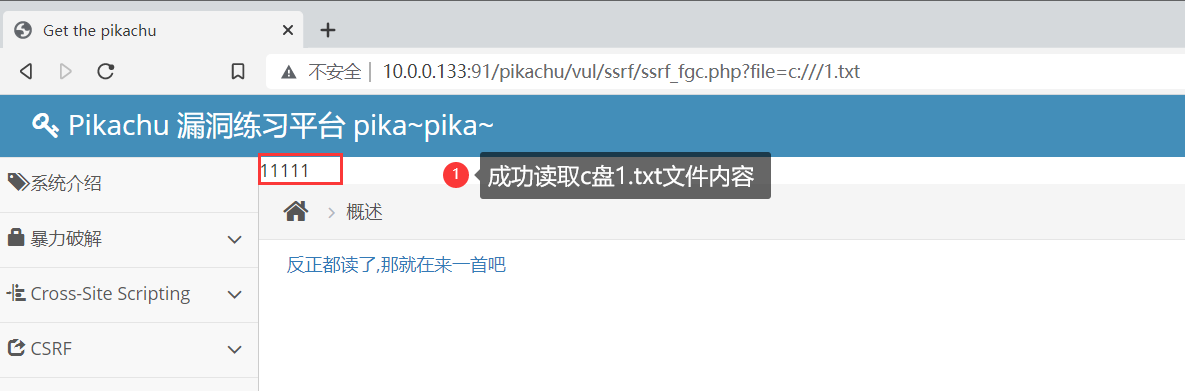 Get the pikachu
不安全 10.0.0.133:91/pikachu/vul/ssrf/ssrf_fgc.php?file=c:///1.txt
Pikachu 漏洞练习平台 pika~pika~
11111
1 成功读取c盘1.txt文件内容
系统介绍
概述
暴力破解
反正都读了,那就在来一首吧
Cross-Site Scripting
CSRF